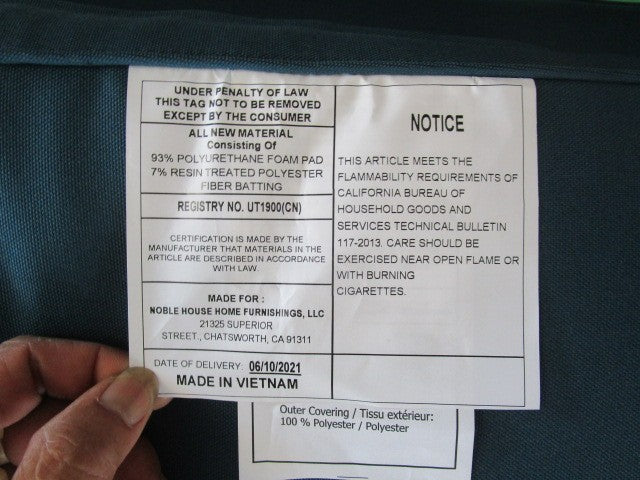 UNDER PENALTY OF LAW
THIS TAG NOT TO BE REMOVED
EXCEPT BY THE CONSUMER
ALL NEW MATERIAL
Consisting Of
93% POLYURETHANE FOAM PAD
7% RESIN TREATED POLYESTER
FIBER BATTING
REGISTRY NO. UT1900(CN)
CERTIFICATION IS MADE BY THE
MANUFACTURER THAT MATERIALS IN THE
ARTICLE ARE DESCRIBED IN ACCORDANCE
WITH LAW.
MADE FOR :
NOBLE HOUSE HOME FURNISHINGS, LLC
21325 SUPERIOR
STREET., CHATSWORTH, CA 91311
DATE OF DELIVERY: 06/10/2021
MADE IN VIETNAM
NOTICE
THIS ARTICLE MEETS THE
FLAMMABILITY REQUIREMENTS OF
CALIFORNIA BUREAU OF
HOUSEHOLD GOODS AND
SERVICES TECHNICAL BULLETIN
117-2013. CARE SHOULD BE
EXERCISED NEAR OPEN FLAME OR
WITH BURNING
CIGARETTES.
Outer Covering / Tissu extérieur:
100 % Polyester / Polyester